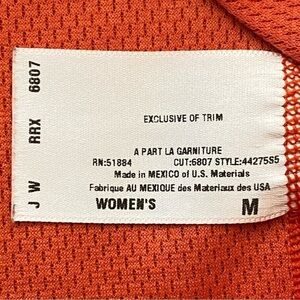 J W RRX 6807
EXCLUSIVE OF TRIM
A PART LA GARNITURE
RN:51884 CUT:6807 STYLE:44275S5
Made in MEXICO of U.S. Materials
Fabrique AU MEXIQUE des Materiaux des USA
WOMEN'S M